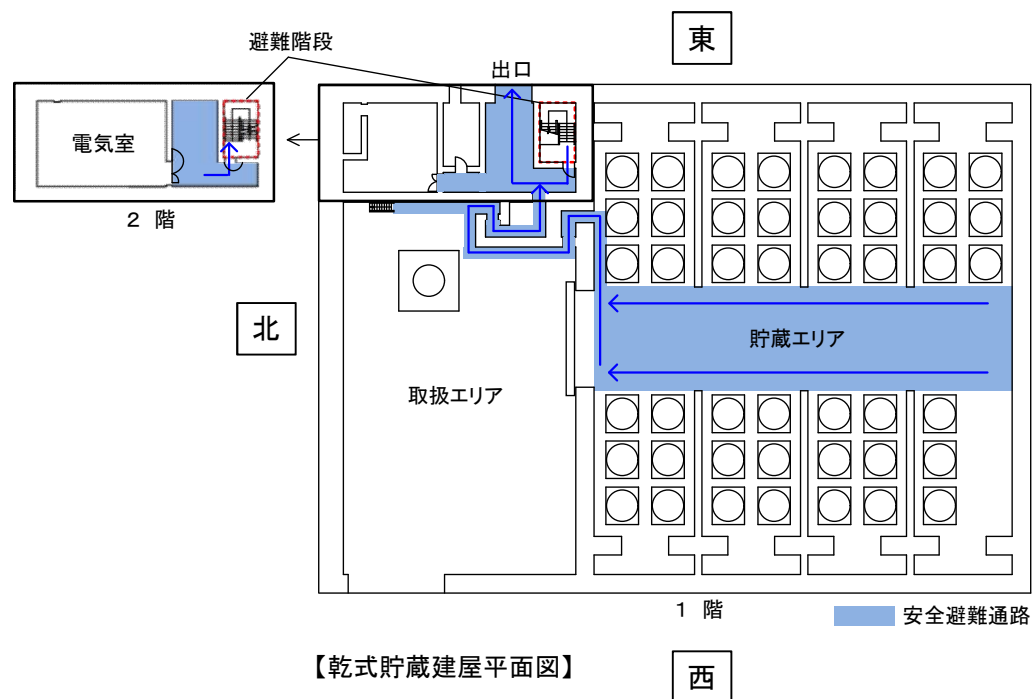 東
避難階段
出口
電気室
2 階
北
貯蔵エリア
取扱エリア
1 階
安全避難通路
【乾式貯蔵建屋平面図】
西